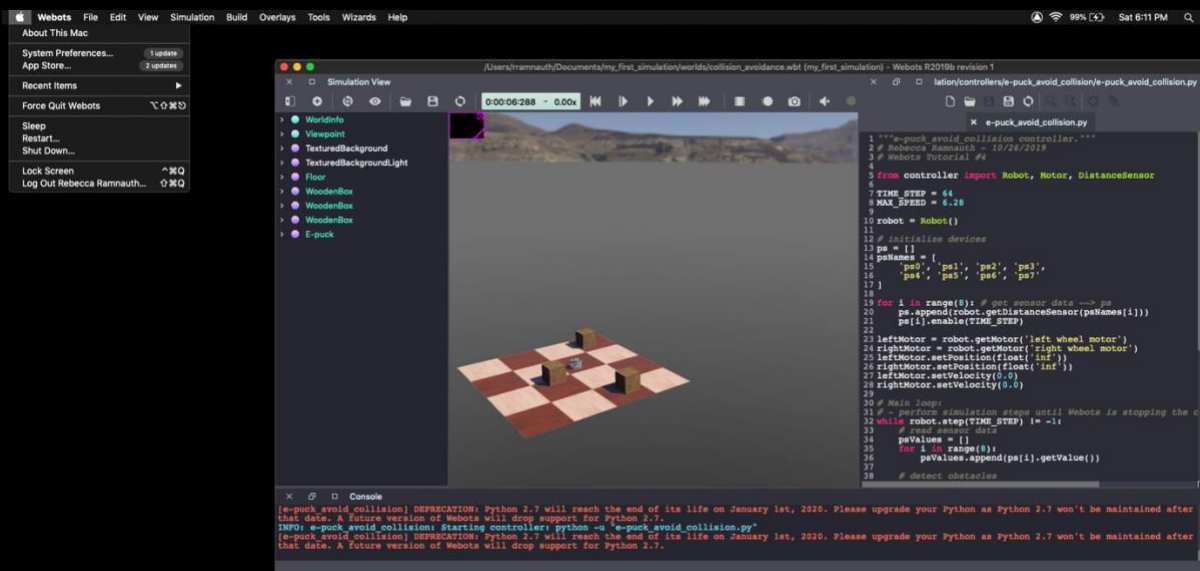 Webots File Edit View Simulation Build Overlays Tools Wizards Help 99% Sat 6:11 PM
About This Mac
System Preferences... 1 update
App Store... 2 updates
Recent Items
Force Quit Webots ⌥⇧⌘⎋
Sleep
Restart...
Shut Down...
Lock Screen ^⌘Q
Log Out Rebecca Ramnauth... ⇧⌘Q
/Users/rramnauth/Documents/my_first_simulation/worlds/collision_avoidance.wbt (my_first_simulation) - Webots R2019b revision 1
Simulation View
0:00:06:288 - 0.00x
WorldInfo
Viewpoint
TexturedBackground
TexturedBackgroundLight
Floor
WoodenBox
WoodenBox
WoodenBox
E-puck
lation/controllers/e-puck_avoid_collision/e-puck_avoid_collision.py
e-puck_avoid_collision.py
1 """e-puck_avoid_collision controller."""
2 # Rebecca Ramnauth - 10/26/2019
3 # Webots Tutorial #4
4
5 from controller import Robot, Motor, DistanceSensor
6
7 TIME_STEP = 64
8 MAX_SPEED = 6.28
9
10 robot = Robot()
11
12 # initialize devices
13 ps = []
14 psNames = [
15 'ps0', 'ps1', 'ps2', 'ps3',
16 'ps4', 'ps5', 'ps6', 'ps7'
17 ]
18
19 for i in range(8): # get sensor data --> ps
20 ps.append(robot.getDistanceSensor(psNames[i]))
21 ps[i].enable(TIME_STEP)
22
23 leftMotor = robot.getMotor('left wheel motor')
24 rightMotor = robot.getMotor('right wheel motor')
25 leftMotor.setPosition(float('inf'))
26 rightMotor.setPosition(float('inf'))
27 leftMotor.setVelocity(0.0)
28 rightMotor.setVelocity(0.0)
29
30 # Main loop:
31 # - perform simulation steps until Webots is stopping the c
32 while robot.step(TIME_STEP) != -1:
33 # read sensor data
34 psValues = []
35 for i in range(8):
36 psValues.append(ps[i].getValue())
37
38 # detect obstacles
Console
[e-puck_avoid_collision] DEPRECATION: Python 2.7 will reach the end of its life on January 1st, 2020. Please upgrade your Python as Python 2.7 won't be maintained after
that date. A future version of Webots will drop support for Python 2.7.
INFO: e-puck_avoid_collision: Starting controller: python -u "e-puck_avoid_collision.py"
[e-puck_avoid_collision] DEPRECATION: Python 2.7 will reach the end of its life on January 1st, 2020. Please upgrade your Python as Python 2.7 won't be maintained after
that date. A future version of Webots will drop support for Python 2.7.